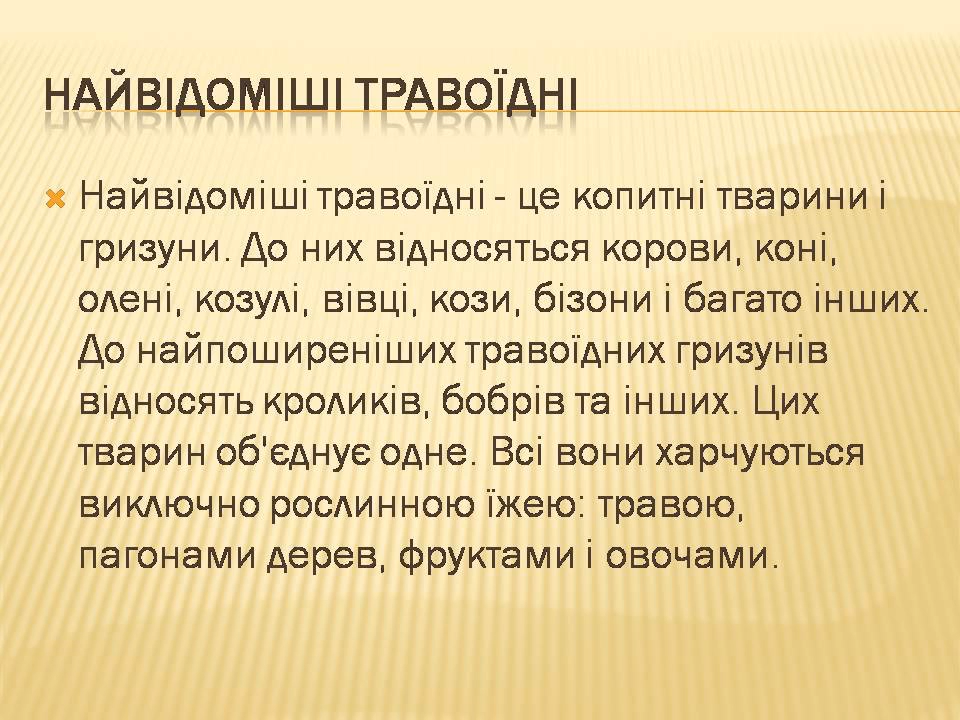 НАЙВІДОМІШІ ТРАВОЇДНІ
Найвідоміші травоїдні - це копитні тварини і
гризуни. До них відносяться корови, коні,
олені, козулі, вівці, кози, бізони і багато інших.
До найпоширеніших травоїдних гризунів
відносять кроликів, бобрів та інших. Цих
тварин об'єднує одне. Всі вони харчуються
виключно рослинною їжею: травою,
пагонами дерев, фруктами і овочами.